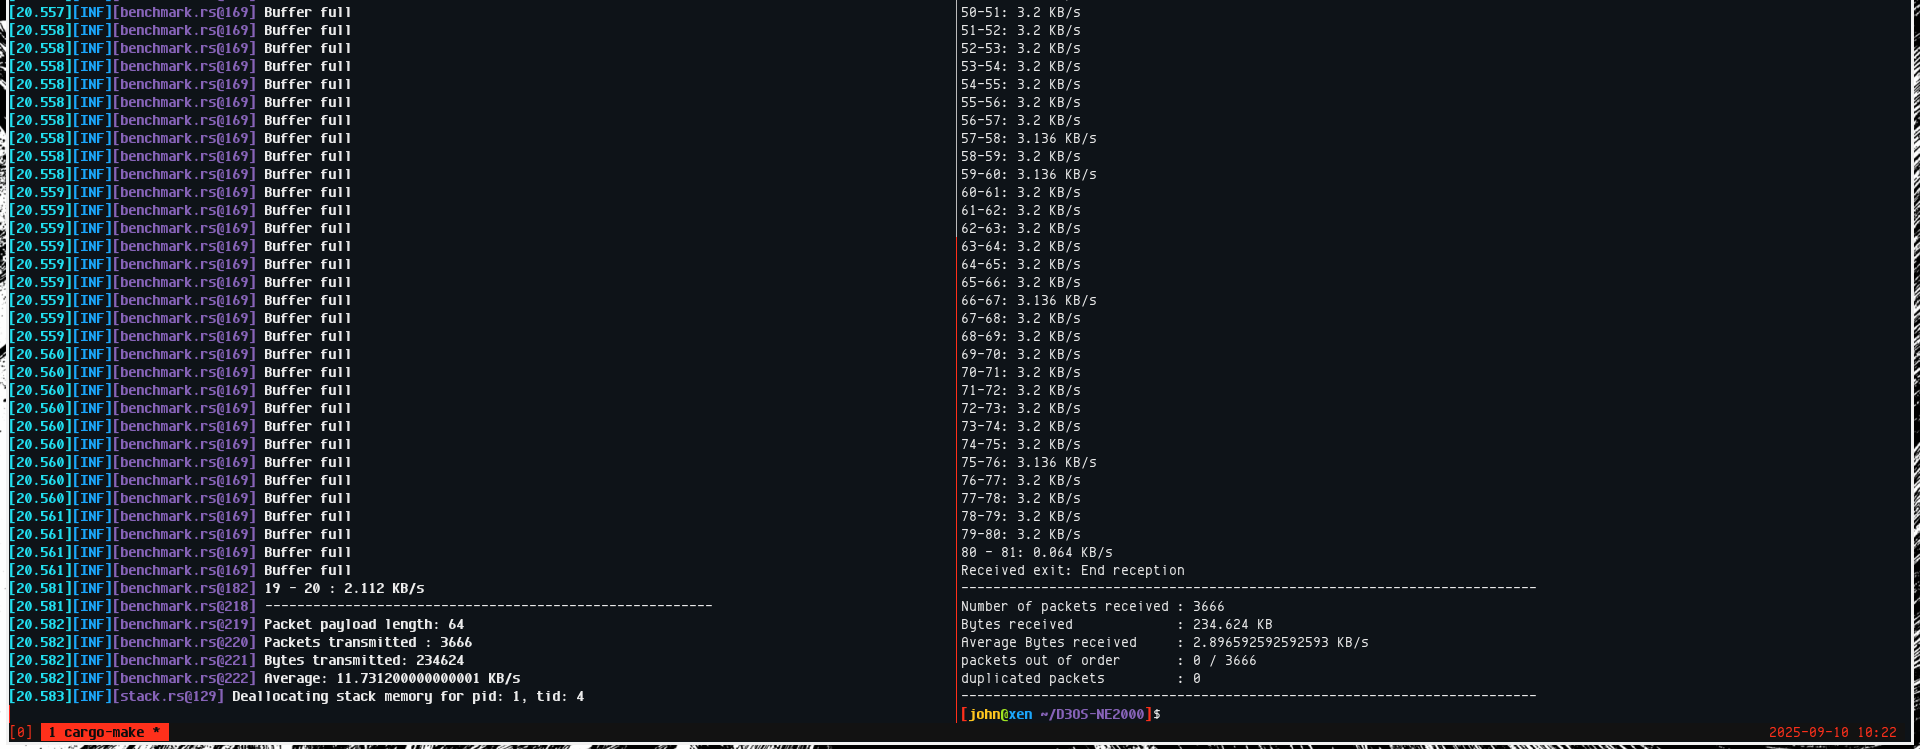 [20.557][INF][benchmark.rs@169] Buffer full
[20.558][INF][benchmark.rs@169] Buffer full
[20.558][INF][benchmark.rs@169] Buffer full
[20.558][INF][benchmark.rs@169] Buffer full
[20.558][INF][benchmark.rs@169] Buffer full
[20.558][INF][benchmark.rs@169] Buffer full
[20.558][INF][benchmark.rs@169] Buffer full
[20.558][INF][benchmark.rs@169] Buffer full
[20.558][INF][benchmark.rs@169] Buffer full
[20.558][INF][benchmark.rs@169] Buffer full
[20.559][INF][benchmark.rs@169] Buffer full
[20.559][INF][benchmark.rs@169] Buffer full
[20.559][INF][benchmark.rs@169] Buffer full
[20.559][INF][benchmark.rs@169] Buffer full
[20.559][INF][benchmark.rs@169] Buffer full
[20.559][INF][benchmark.rs@169] Buffer full
[20.559][INF][benchmark.rs@169] Buffer full
[20.559][INF][benchmark.rs@169] Buffer full
[20.559][INF][benchmark.rs@169] Buffer full
[20.560][INF][benchmark.rs@169] Buffer full
[20.560][INF][benchmark.rs@169] Buffer full
[20.560][INF][benchmark.rs@169] Buffer full
[20.560][INF][benchmark.rs@169] Buffer full
[20.560][INF][benchmark.rs@169] Buffer full
[20.560][INF][benchmark.rs@169] Buffer full
[20.560][INF][benchmark.rs@169] Buffer full
[20.560][INF][benchmark.rs@169] Buffer full
[20.560][INF][benchmark.rs@169] Buffer full
[20.561][INF][benchmark.rs@169] Buffer full
[20.561][INF][benchmark.rs@169] Buffer full
[20.561][INF][benchmark.rs@169] Buffer full
[20.561][INF][benchmark.rs@169] Buffer full
[20.581][INF][benchmark.rs@182] 19 - 20 : 2.112 KB/s
[20.581][INF][benchmark.rs@218] --------------------------------------------------------
[20.582][INF][benchmark.rs@219] Packet payload length: 64
[20.582][INF][benchmark.rs@220] Packets transmitted : 3666
[20.582][INF][benchmark.rs@221] Bytes transmitted: 234624
[20.582][INF][benchmark.rs@222] Average: 11.731200000000001 KB/s
[20.583][INF][stack.rs@129] Deallocating stack memory for pid: 1, tid: 4
50-51: 3.2 KB/s
51-52: 3.2 KB/s
52-53: 3.2 KB/s
53-54: 3.2 KB/s
54-55: 3.2 KB/s
55-56: 3.2 KB/s
56-57: 3.2 KB/s
57-58: 3.136 KB/s
58-59: 3.2 KB/s
59-60: 3.136 KB/s
60-61: 3.2 KB/s
61-62: 3.2 KB/s
62-63: 3.2 KB/s
63-64: 3.2 KB/s
64-65: 3.2 KB/s
65-66: 3.2 KB/s
66-67: 3.136 KB/s
67-68: 3.2 KB/s
68-69: 3.2 KB/s
69-70: 3.2 KB/s
70-71: 3.2 KB/s
71-72: 3.2 KB/s
72-73: 3.2 KB/s
73-74: 3.2 KB/s
74-75: 3.2 KB/s
75-76: 3.136 KB/s
76-77: 3.2 KB/s
77-78: 3.2 KB/s
78-79: 3.2 KB/s
79-80: 3.2 KB/s
80 - 81: 0.064 KB/s
Received exit: End reception
------------------------------------------------------------------------
Number of packets received : 3666
Bytes received             : 234.624 KB
Average Bytes received     : 2.896592592592593 KB/s
packets out of order       : 0 / 3666
duplicated packets         : 0
------------------------------------------------------------------------
[john@xen ~/D3OS-NE2000]$
[0] 1 cargo-make * 2025-09-10 10:22